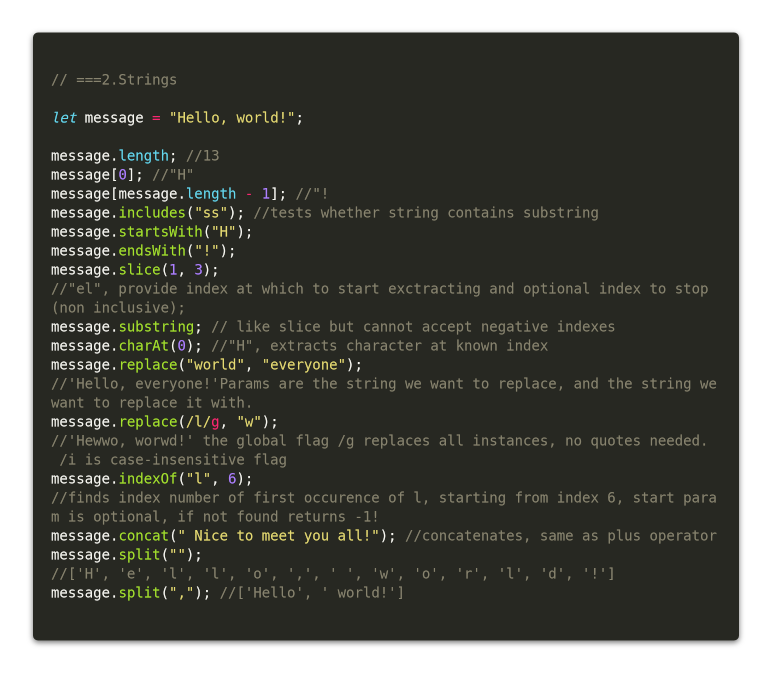 // ===2.Strings
let message = "Hello, world!";
message.length; //13
message[0]; //"H"
message[message.length - 1]; //"!
message.includes("ss"); //tests whether string contains substring
message.startsWith("H");
message.endsWith("!");
message.slice(1, 3);
//"el", provide index at which to start exctracting and optional index to stop
(non inclusive);
message.substring; // like slice but cannot accept negative indexes
message.charAt(0); //"H", extracts character at known index
message.replace("world", "everyone");
//'Hello, everyone!'Params are the string we want to replace, and the string we
want to replace it with.
message.replace(/l/g, "w");
//'Hewwo, worwd!' the global flag /g replaces all instances, no quotes needed.
/i is case-insensitive flag
message.indexOf("l", 6);
//finds index number of first occurence of l, starting from index 6, start para
m is optional, if not found returns -1!
message.concat(" Nice to meet you all!"); //concatenates, same as plus operator
message.split("");
//['H', 'e', 'l', 'l', 'o', ',', ' ', 'w', 'o', 'r', 'l', 'd', '!']
message.split(","); //['Hello', ' world!']